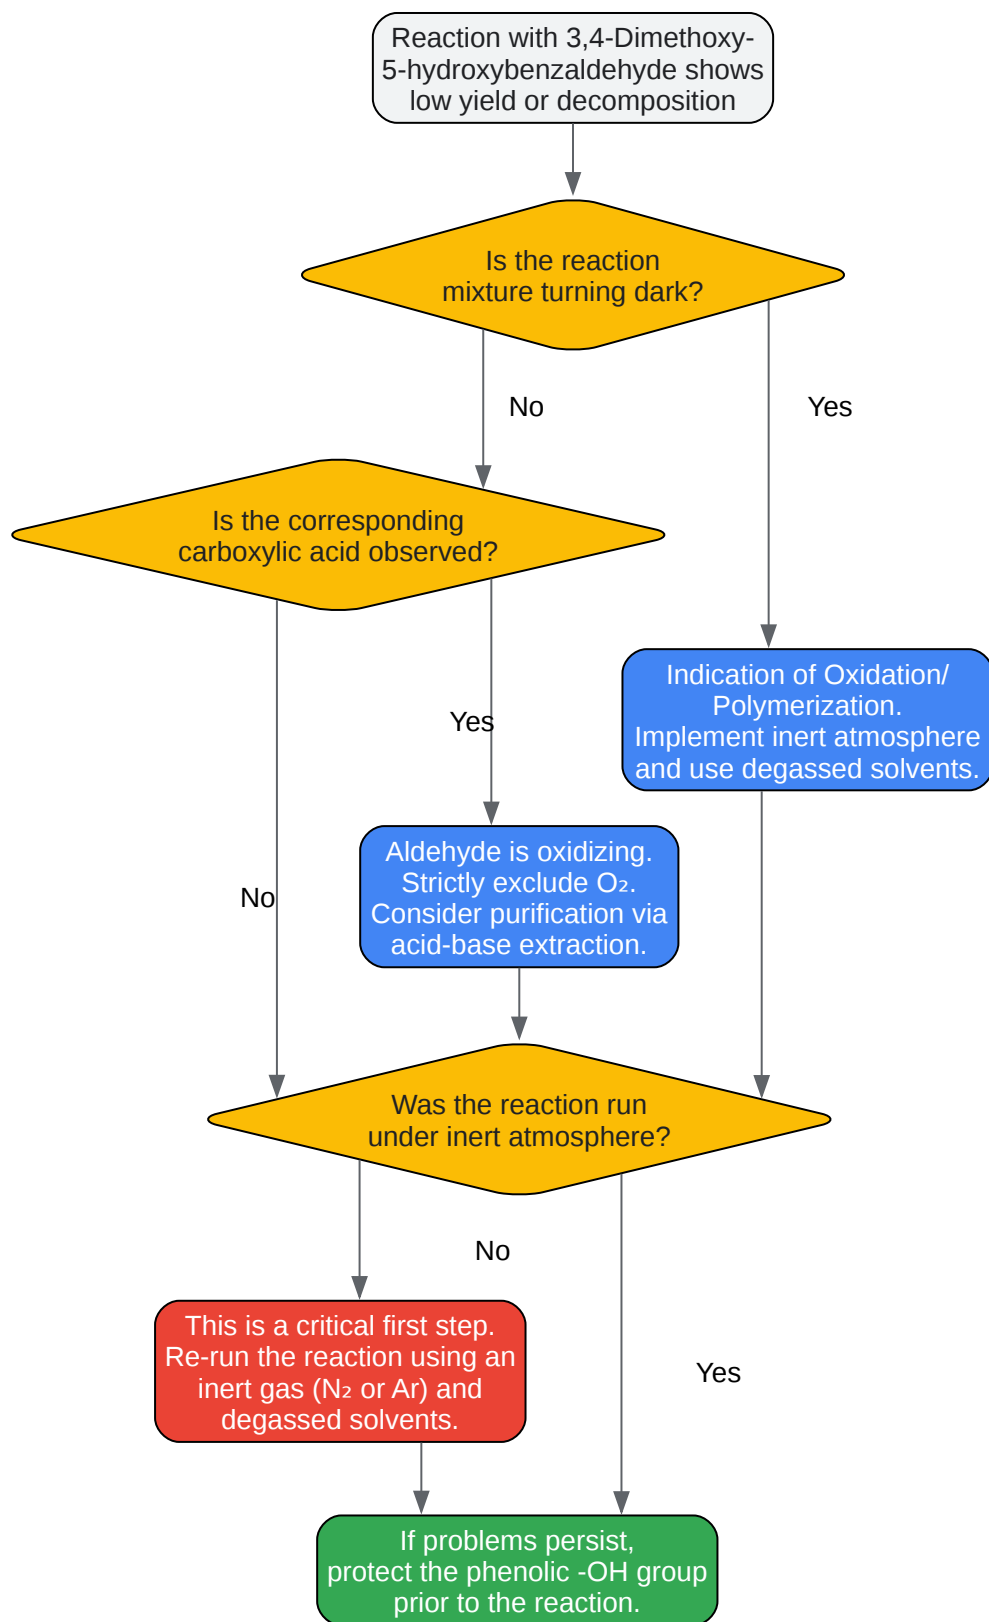 Reaction with 3,4-Dimethoxy-
5-hydroxybenzaldehyde shows
low yield or decomposition
Is the reaction
mixture turning dark?
No
Yes
Is the corresponding
carboxylic acid observed?
Indication of Oxidation/
Polymerization.
Implement inert atmosphere
and use degassed solvents.
Yes
Aldehyde is oxidizing.
Strictly exclude O₂.
Consider purification via
acid-base extraction.
No
Was the reaction run
under inert atmosphere?
No
This is a critical first step.
Re-run the reaction using an
inert gas (N₂ or Ar) and
degassed solvents.
Yes
If problems persist,
protect the phenolic -OH group
prior to the reaction.